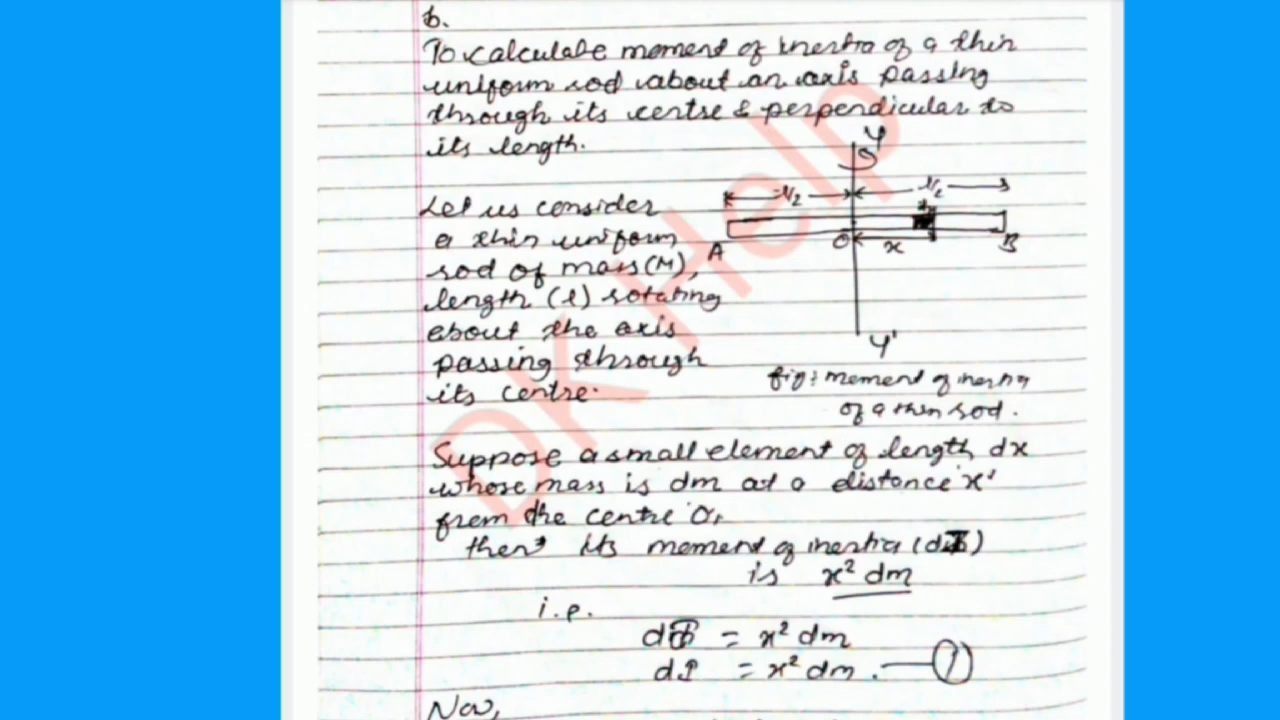 b.
To calculate moment of inertia of a thin
uniform rod about an axis passing
through its centre & perpendicular to
its length.
Y
-l/2
l/2
dx
A
O
x
B
Y'
fig: moment of inertia
of a thin rod.
Let us consider
a thin uniform
rod of mass (M),
length (l) rotating
about the axis
passing through
its centre.
Suppose a small element of length dx
whose mass is dm at a distance 'x'
from the centre O,
then its moment of inertia (dI)
is x² dm
i.e.
= x² dm
dI = x² dm. — (1)
Now,
DK Help